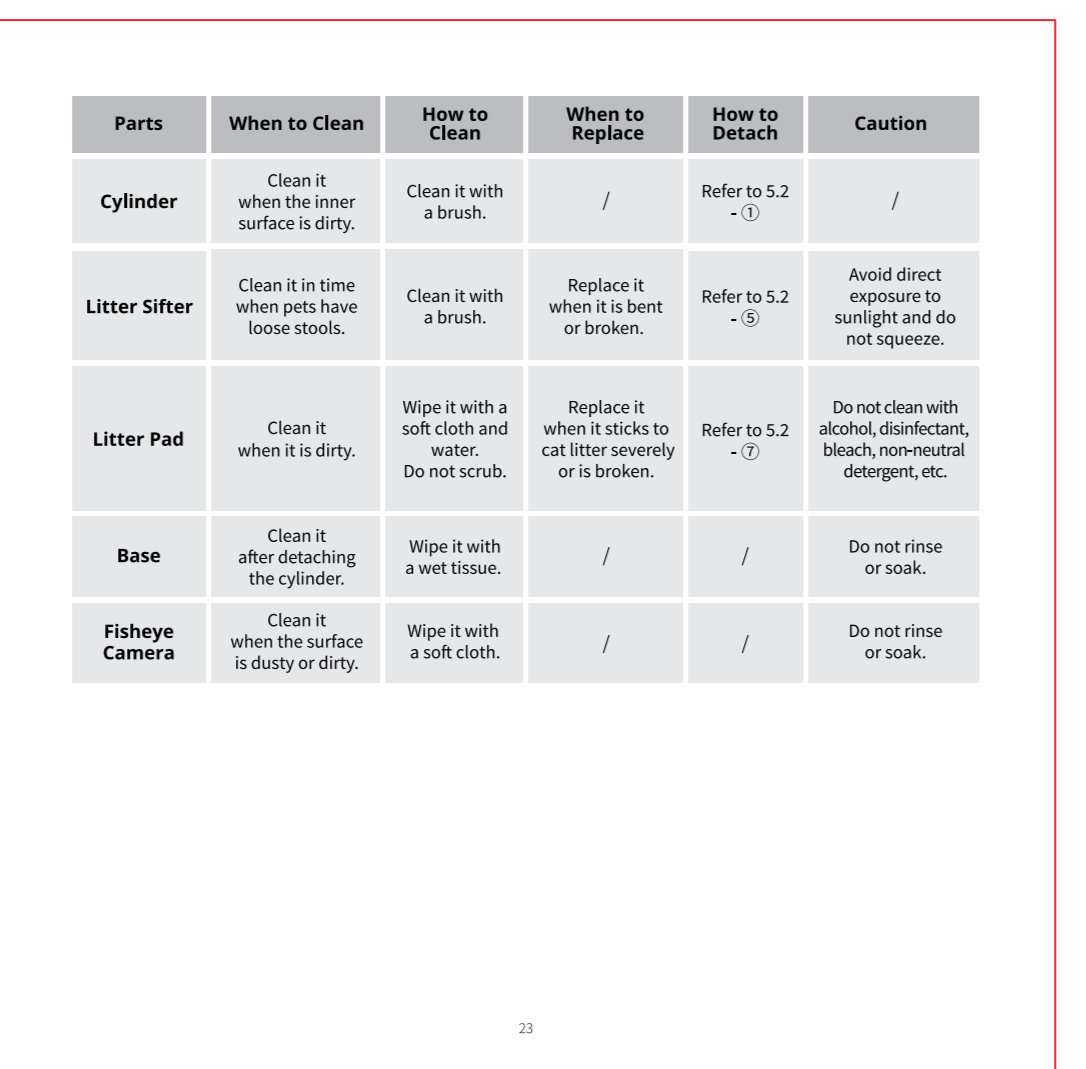 Parts
When to Clean
How to
Clean
When to
Replace
How to
Detach
Caution
Cylinder
Clean it
when the inner
surface is dirty.
Clean it with
a brush.
/
Refer to 5.2
- ①
/
Litter Sifter
Clean it in time
when pets have
loose stools.
Clean it with
a brush.
Replace it
when it is bent
or broken.
Refer to 5.2
- ⑤
Avoid direct
exposure to
sunlight and do
not squeeze.
Litter Pad
Clean it
when it is dirty.
Wipe it with a
soft cloth and
water.
Do not scrub.
Replace it
when it sticks to
cat litter severely
or is broken.
Refer to 5.2
- ⑦
Do not clean with
alcohol, disinfectant,
bleach, non-neutral
detergent, etc.
Base
Clean it
after detaching
the cylinder.
Wipe it with
a wet tissue.
/
/
Do not rinse
or soak.
Fisheye
Camera
Clean it
when the surface
is dusty or dirty.
Wipe it with
a soft cloth.
/
/
Do not rinse
or soak.
23